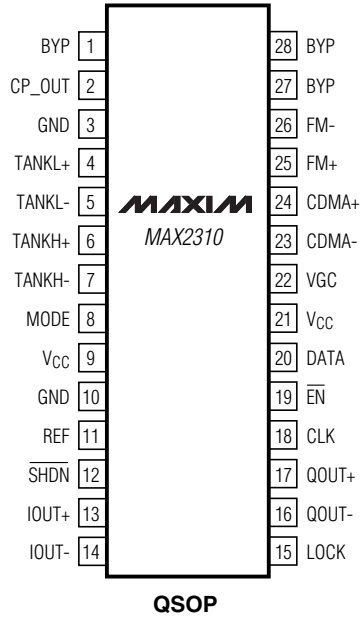 BYP 1
CP_OUT 2
GND 3
TANKL+ 4
TANKL- 5
TANKH+ 6
TANKH- 7
MODE 8
VCC 9
GND 10
REF 11
SHDN 12
IOUT+ 13
IOUT- 14
MAXIM
MAX2310
28 BYP
27 BYP
26 FM-
25 FM+
24 CDMA+
23 CDMA-
22 VGC
21 VCC
20 DATA
19 EN
18 CLK
17 QOUT+
16 QOUT-
15 LOCK
QSOP